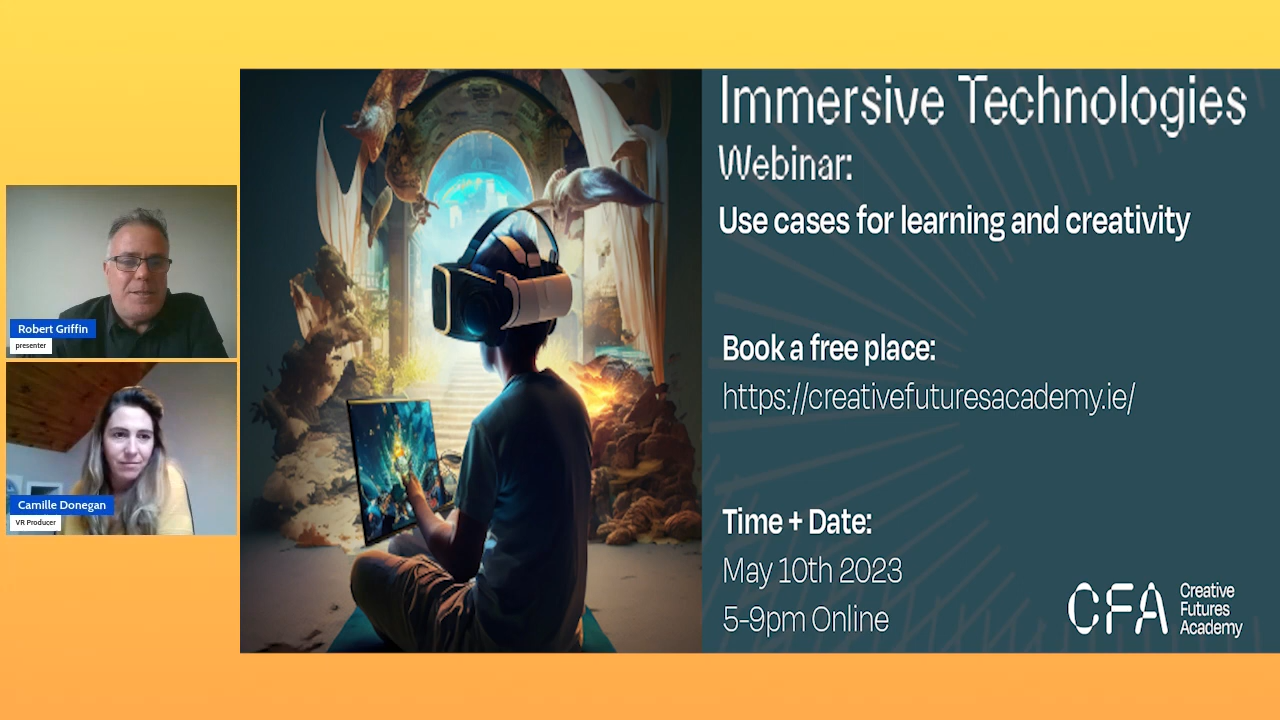 Immersive Technologies
Webinar:
Use cases for learning and creativity
Book a free place:
https://creativefuturesacademy.ie/
Time + Date:
May 10th 2023
5-9pm Online
CFA
Creative
Futures
Academy
Robert Griffin
presenter
Camille Donegan
VR Producer